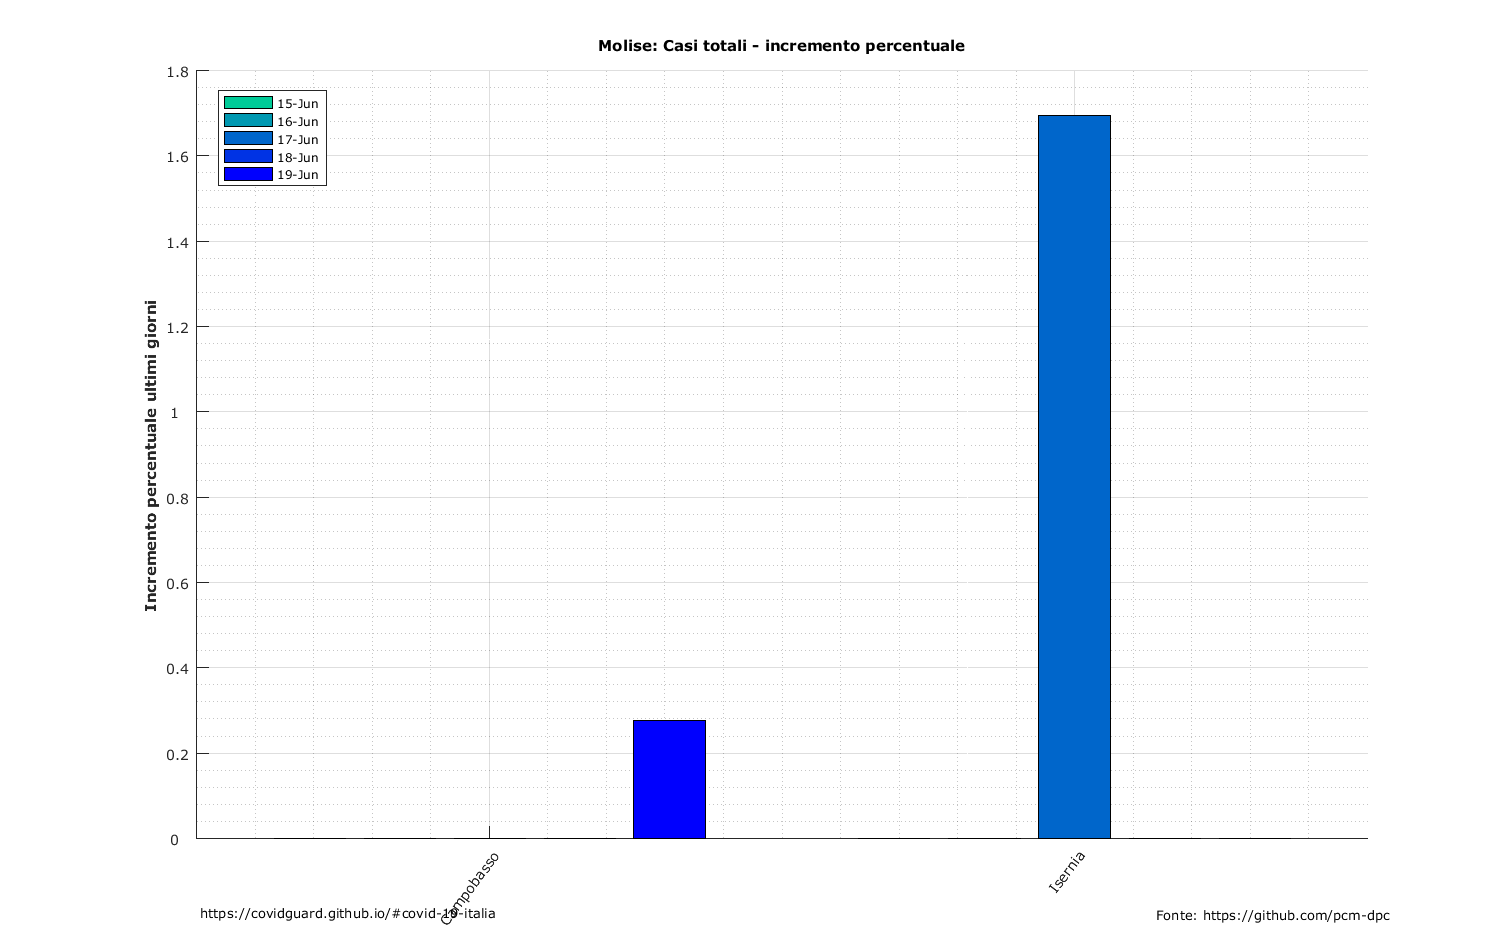 Molise: Casi totali - incremento percentuale
1.8
1.6
1.4
1.2
1
0.8
0.6
0.4
0.2
0
15-Jun
16-Jun
17-Jun
18-Jun
19-Jun
Incremento percentuale ultimi giorni
Campobasso
Isernia
https://covidguard.github.io/#covid-19-italia
Fonte: https://github.com/pcm-dpc